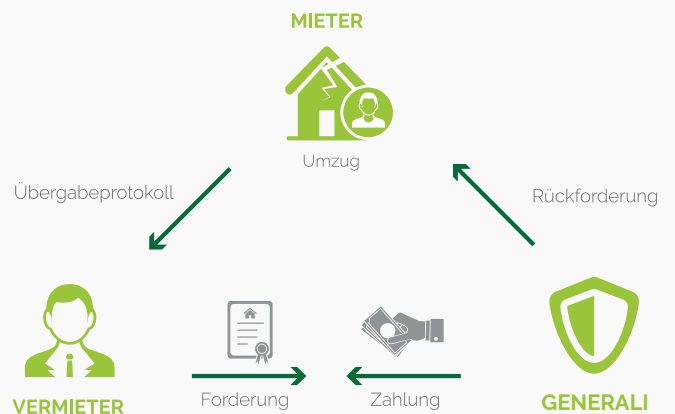 MIETER
Umzug
Übergabeprotokoll
Rückforderung
VERMIETER
Forderung
Zahlung
GENERALI